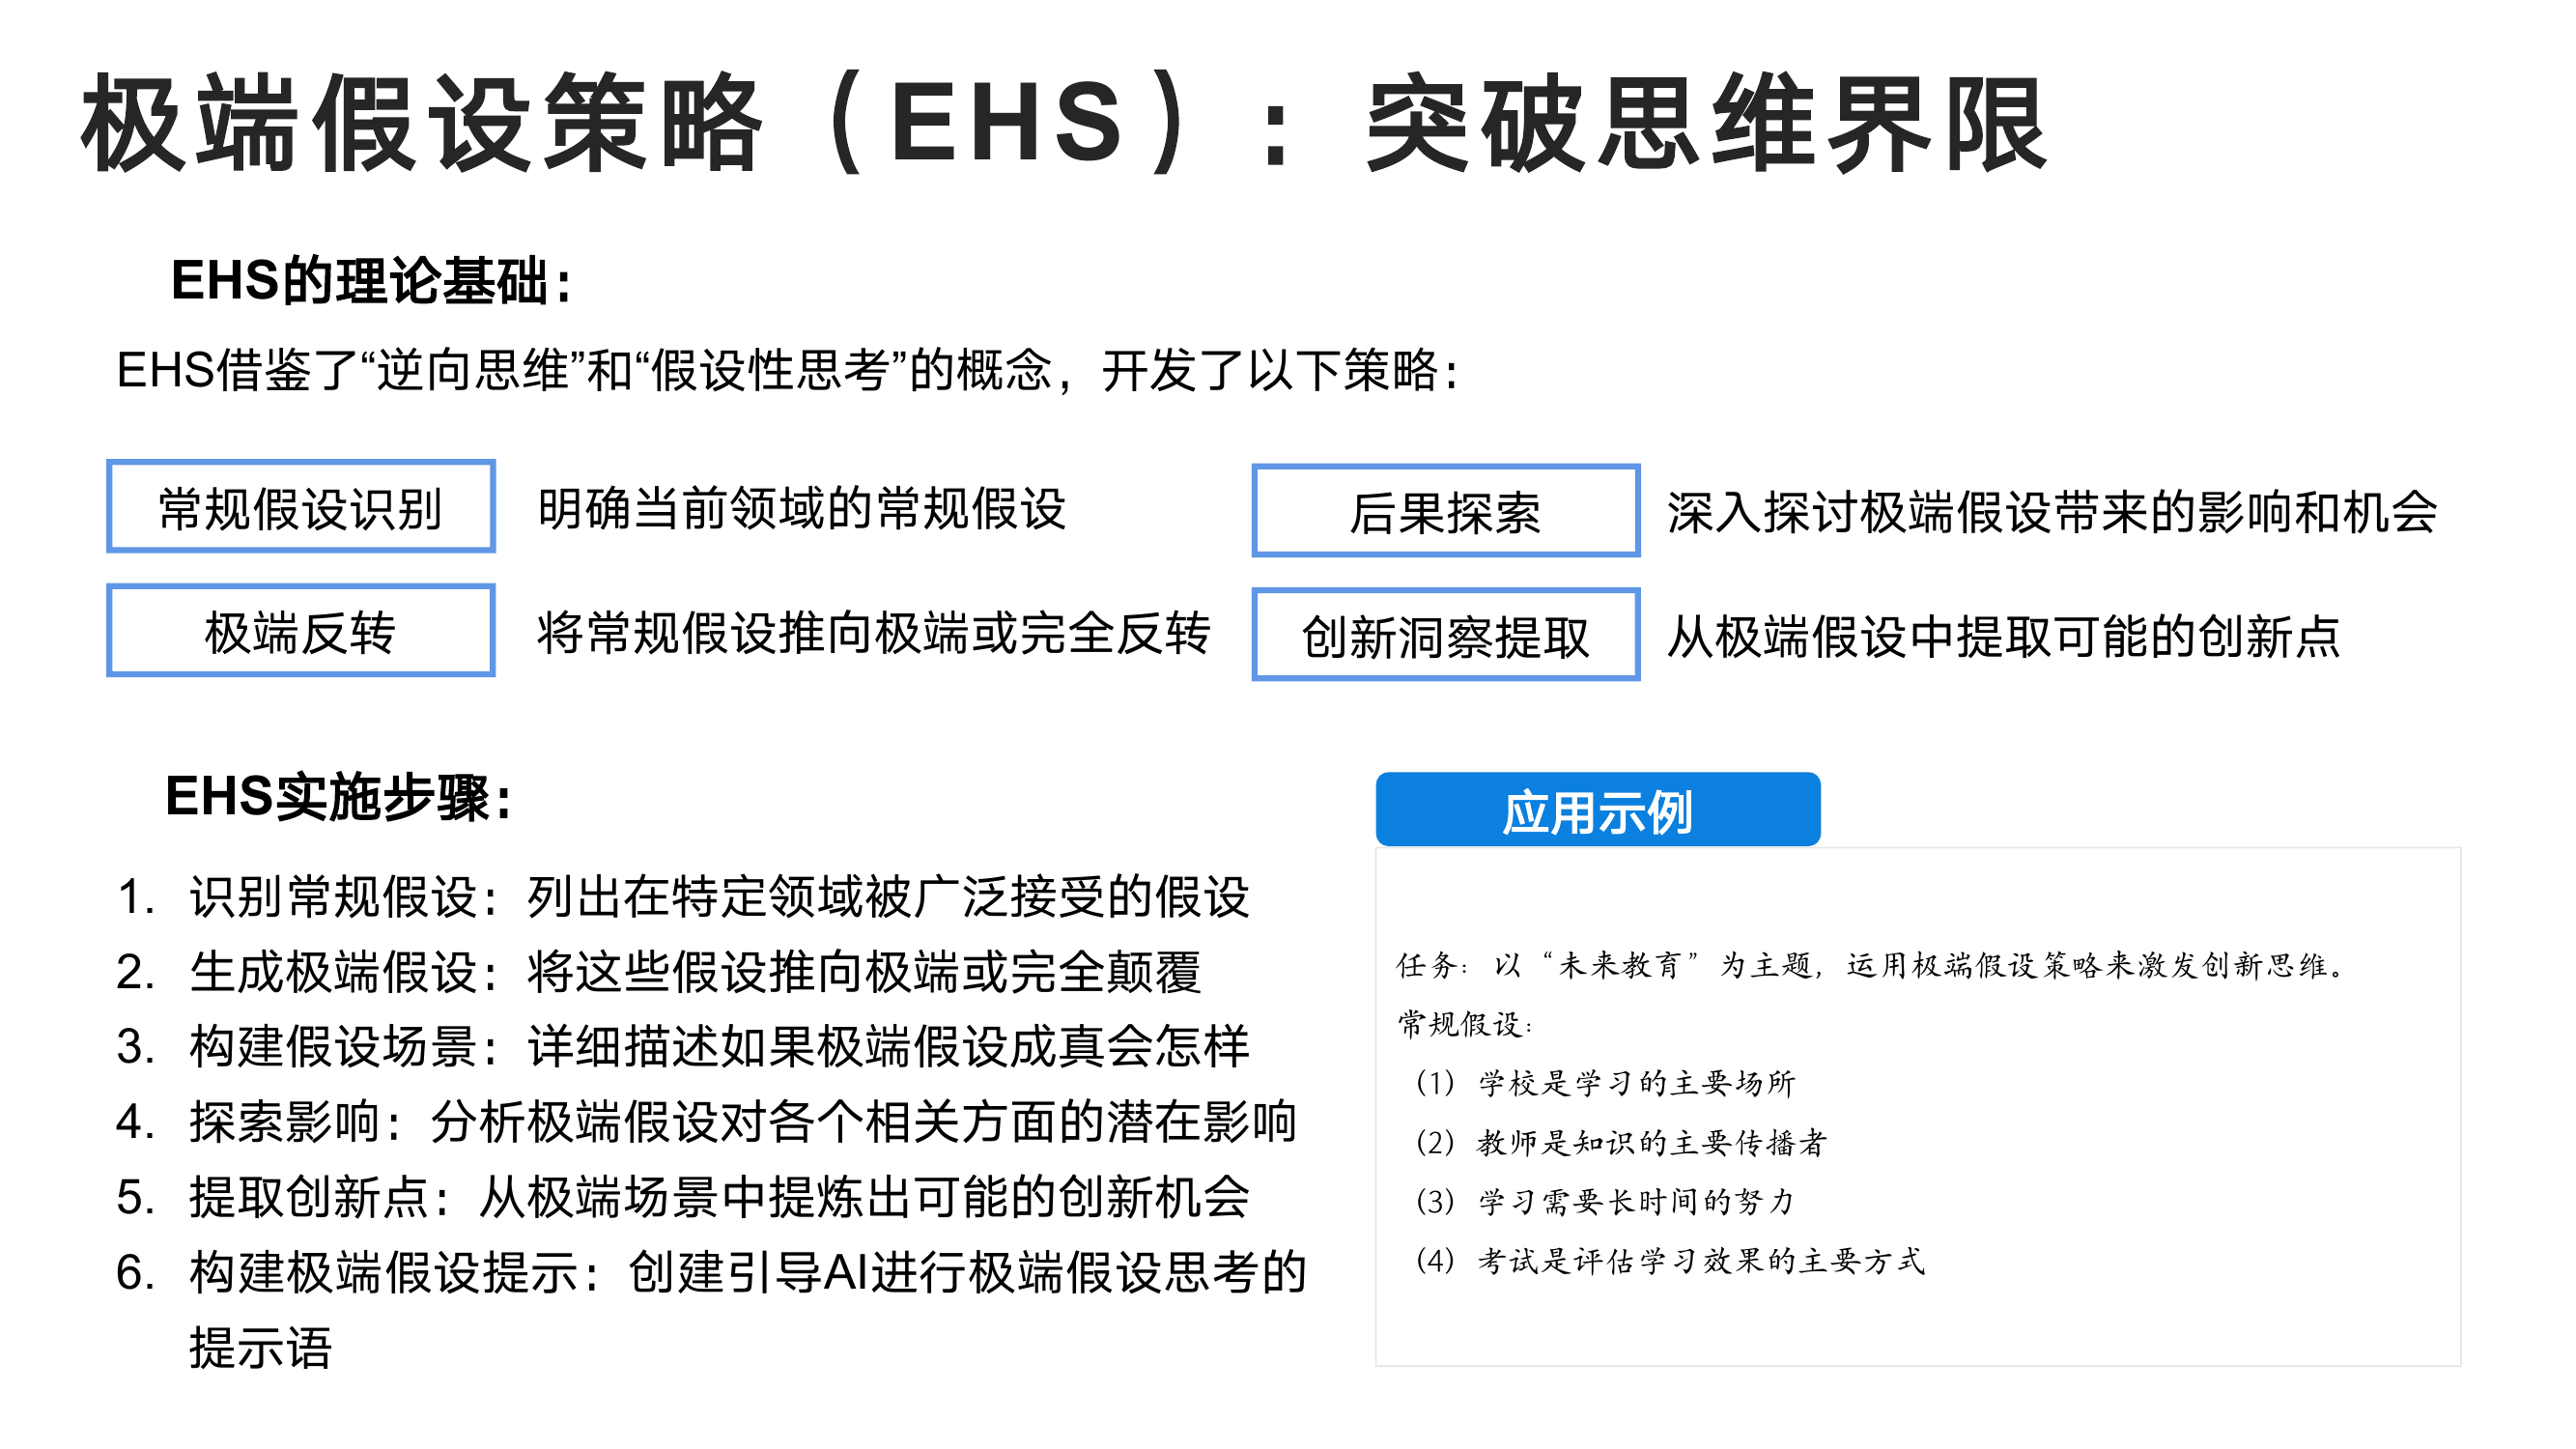 极端假设策略（EHS）：突破思维界限
EHS的理论基础：
EHS借鉴了“逆向思维”和“假设性思考”的概念，开发了以下策略：
常规假设识别
明确当前领域的常规假设
极端反转
将常规假设推向极端或完全反转
后果探索
深入探讨极端假设带来的影响和机会
创新洞察提取
从极端假设中提取可能的创新点
EHS实施步骤：
1. 识别常规假设：列出在特定领域被广泛接受的假设
2. 生成极端假设：将这些假设推向极端或完全颠覆
3. 构建假设场景：详细描述如果极端假设成真会怎样
4. 探索影响：分析极端假设对各个相关方面的潜在影响
5. 提取创新点：从极端场景中提炼出可能的创新机会
6. 构建极端假设提示：创建引导AI进行极端假设思考的
提示语
应用示例
任务：以“未来教育”为主题，运用极端假设策略来激发创新思维。
常规假设：
（1）学校是学习的主要场所
（2）教师是知识的主要传播者
（3）学习需要长时间的努力
（4）考试是评估学习效果的主要方式